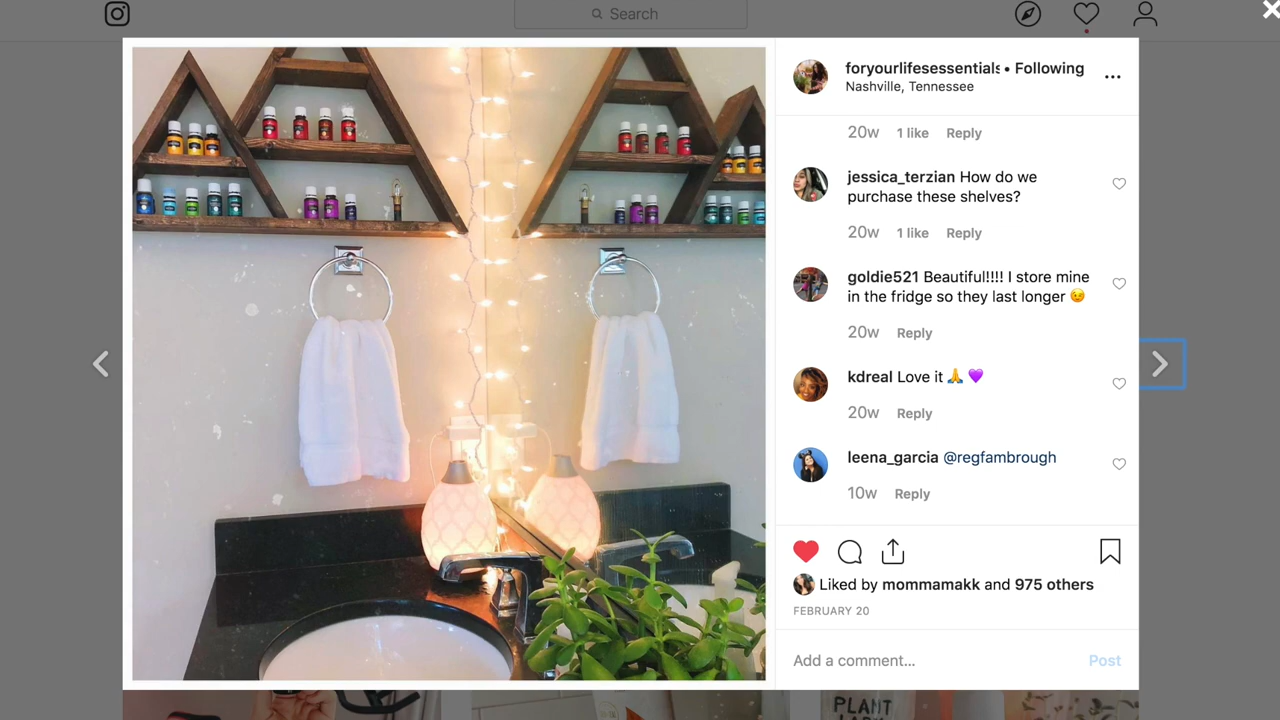 Search
foryourlifesessentials • Following
Nashville, Tennessee
20w 1 like Reply
jessica_terzian How do we
purchase these shelves?
20w 1 like Reply
goldie521 Beautiful!!!! I store mine
in the fridge so they last longer 😉
20w Reply
kdreal Love it 🙏 💜
20w Reply
leena_garcia @regfambrough
10w Reply
Liked by mommamakk and 975 others
FEBRUARY 20
Add a comment... Post
PLANT